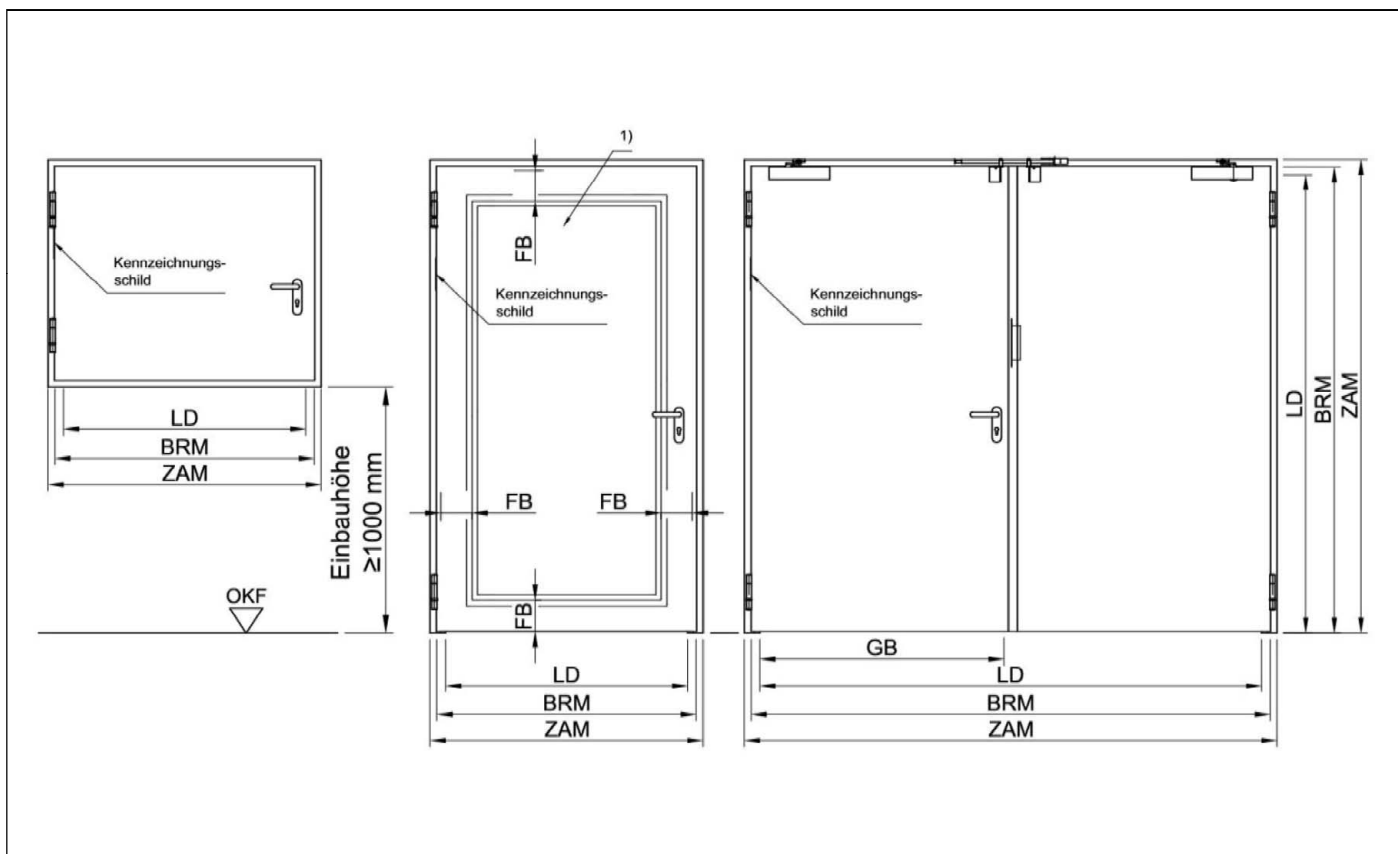 Kennzeichnungs-
schild
LD
BRM
ZAM
Einbauhöhe
≥1000 mm
OKF
1)
FB
Kennzeichnungs-
schild
FB
FB
FB
LD
BRM
ZAM
Kennzeichnungs-
schild
GB
LD
BRM
ZAM
LD
BRM
ZAM